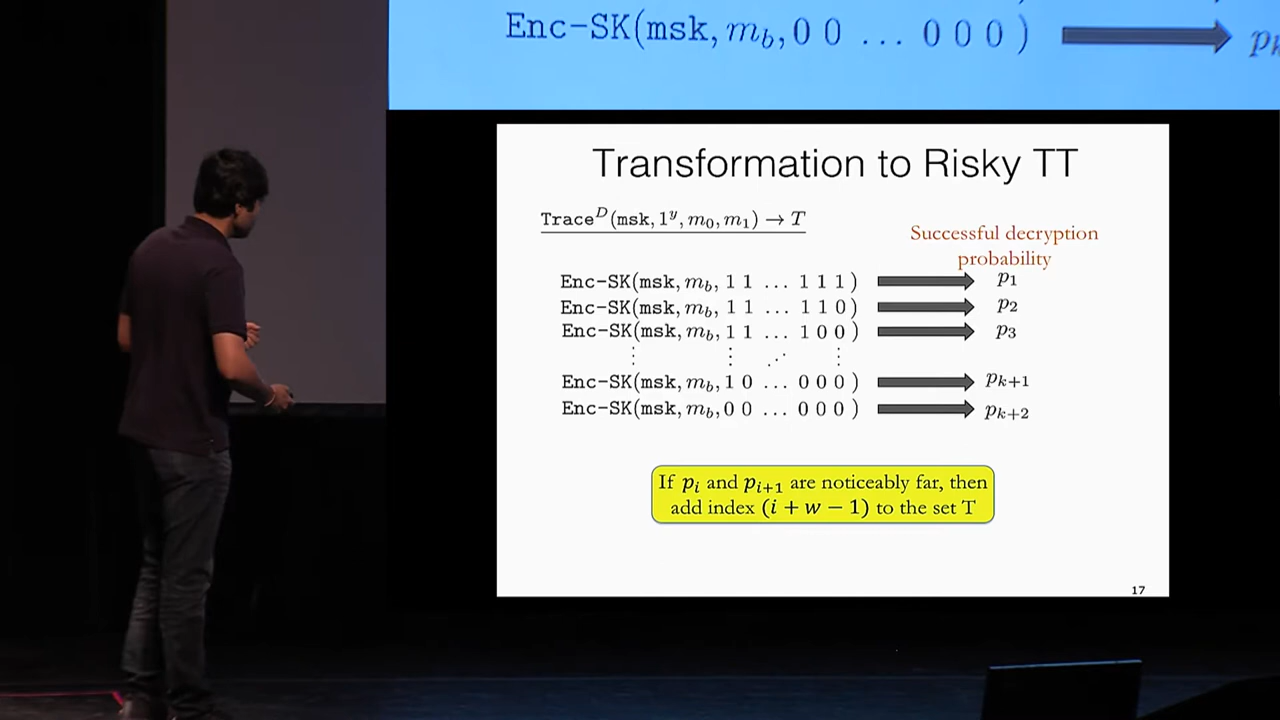 Enc-SK(msk, m_b, 0 0 ... 0 0 0 )
Transformation to Risky TT
Trace^D(msk, 1^y, m_0, m_1) → T
Successful decryption
probability
Enc-SK(msk, m_b, 1 1 ... 1 1 1 ) p_1
Enc-SK(msk, m_b, 1 1 ... 1 1 0) p_2
Enc-SK(msk, m_b, 1 1 ... 1 0 0) p_3
Enc-SK(msk, m_b, 1 0 ... 0 0 0 ) p_{k+1}
Enc-SK(msk, m_b, 0 0 ... 0 0 0 ) p_{k+2}
If p_i and p_{i+1} are noticeably far, then
add index (i + w − 1) to the set T
17